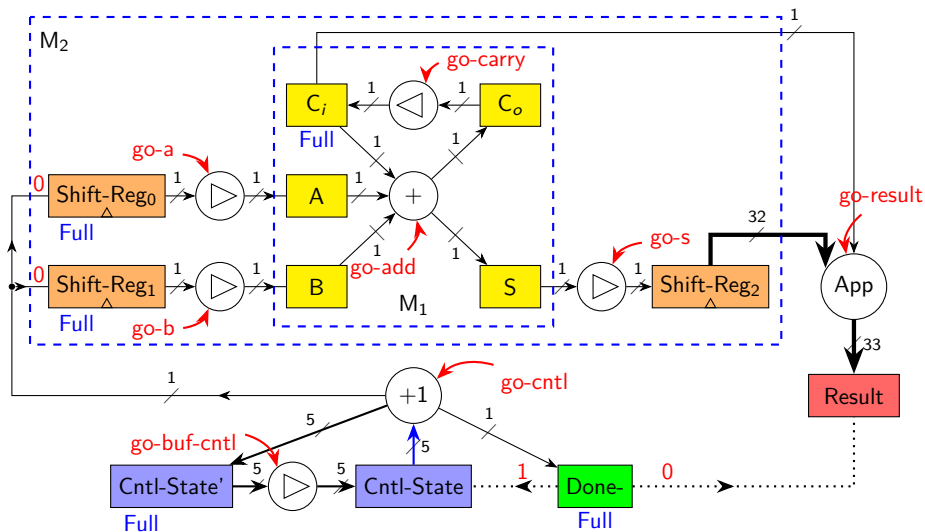 1
M₂
go-carry
1
1
Cᵢ
Cₒ
Full
go-a
1
1
0
1
1
1
Shift-Reg₀
A
+
go-result
Full
32
go-s
0
1
1
1
1
go-add
1
1
Shift-Reg₁
B
S
Shift-Reg₂
App
Full
go-b
M₁
33
1
go-cntl
+1
Result
5
5
1
go-buf-cntl
5
5
1
0
Cntl-State'
Cntl-State
Done-
Full
Full